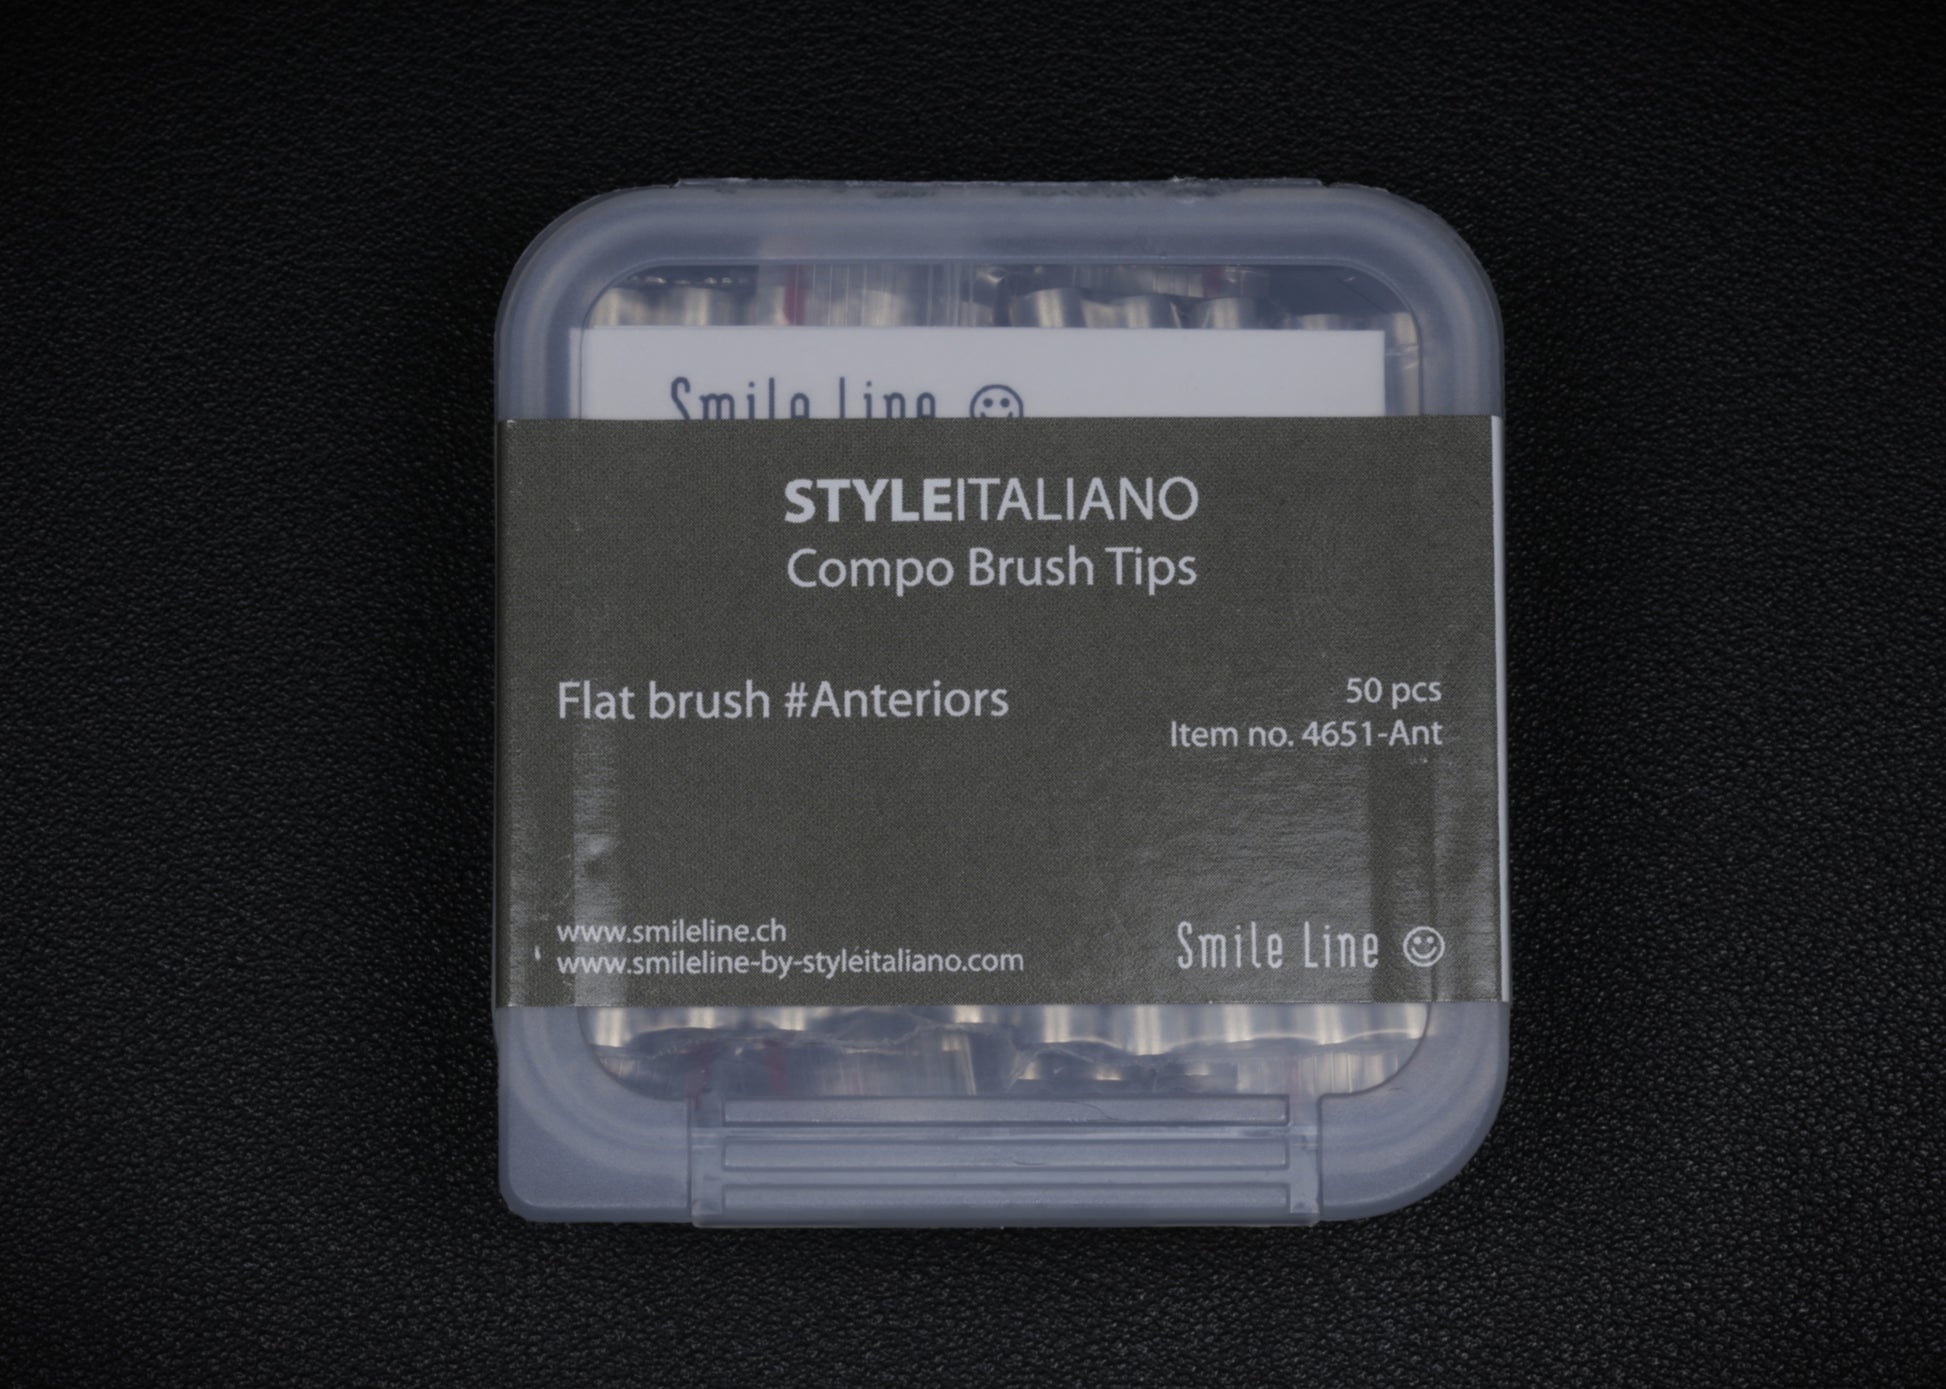 Smile Line
STYLEITALIANO
Compo Brush Tips
Flat brush #Anteriors
50 pcs
Item no. 4651-Ant
www.smileline.ch
www.smileline-by-styleitaliano.com
Smile Line